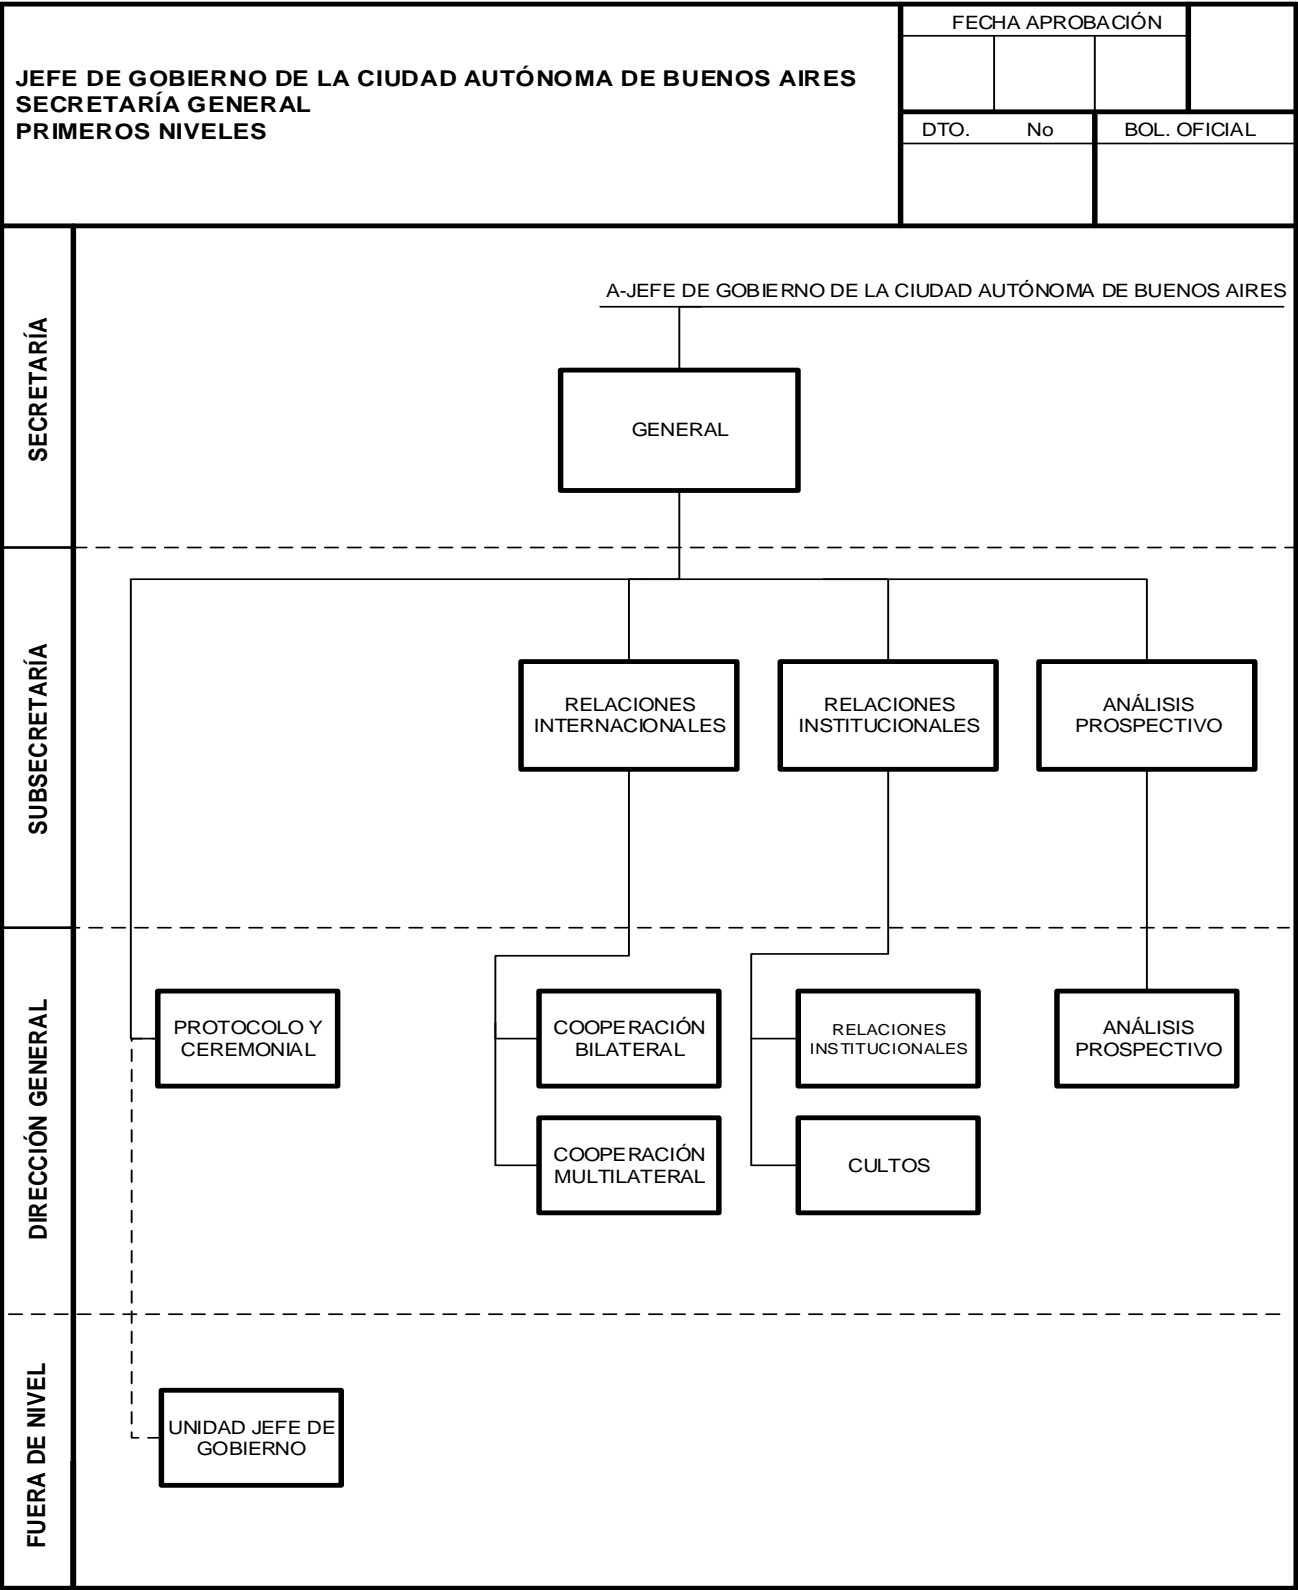 JEFE DE GOBIERNO DE LA CIUDAD AUTÓNOMA DE BUENOS AIRES
SECRETARÍA GENERAL
PRIMEROS NIVELES
FECHA APROBACIÓN
DTO. No
BOL. OFICIAL
SECRETARÍA
A-JEFE DE GOBIERNO DE LA CIUDAD AUTÓNOMA DE BUENOS AIRES
GENERAL
SUBSECRETARÍA
RELACIONES
INTERNACIONALES
RELACIONES
INSTITUCIONALES
ANÁLISIS
PROSPECTIVO
DIRECCIÓN GENERAL
PROTOCOLO Y
CEREMONIAL
COOPERACIÓN
BILATERAL
RELACIONES
INSTITUCIONALES
ANÁLISIS
PROSPECTIVO
COOPERACIÓN
MULTILATERAL
CULTOS
FUERA DE NIVEL
UNIDAD JEFE DE
GOBIERNO